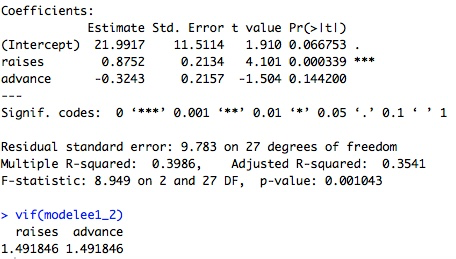 Coefficients:
            Estimate Std. Error t value Pr(>|t|)
(Intercept)  21.9917    11.5114   1.910 0.066753 .
raises        0.8752     0.2134   4.101 0.000339 ***
advance      -0.3243     0.2157  -1.504 0.144200
---
Signif. codes:  0 ‘***’ 0.001 ‘**’ 0.01 ‘*’ 0.05 ‘.’ 0.1 ‘ ’ 1
Residual standard error: 9.783 on 27 degrees of freedom
Multiple R-squared:  0.3986,    Adjusted R-squared:  0.3541
F-statistic: 8.949 on 2 and 27 DF,  p-value: 0.001043
> vif(modelee1_2)
  raises  advance
1.491846 1.491846